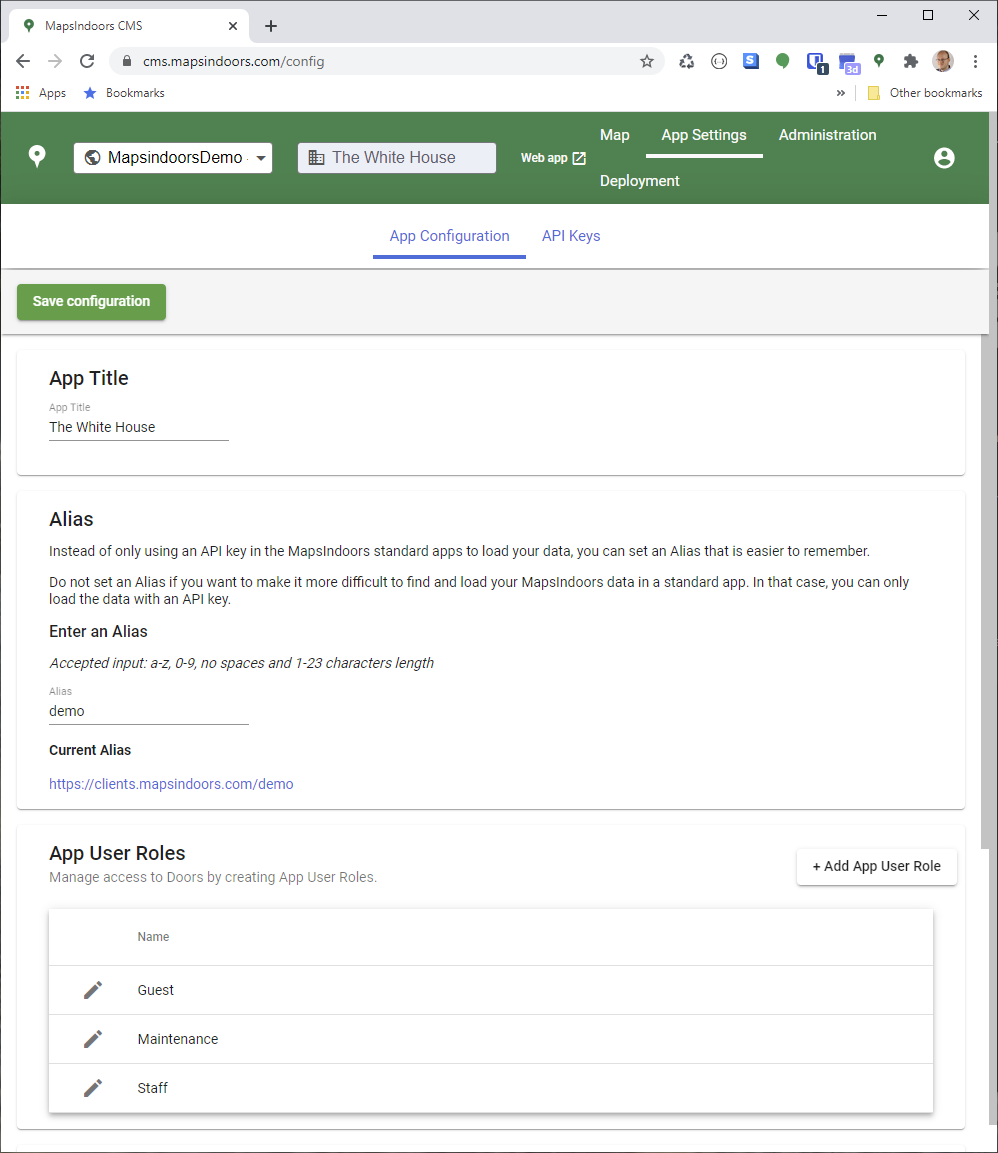 MapsIndoors CMS
cms.mapsindoors.com/config
S
1
3d
Apps
Bookmarks
»
Other bookmarks
MapsindoorsDemo
The White House
Web app
Map
App Settings
Administration
Deployment
App Configuration
API Keys
Save configuration
App Title
App Title
The White House
Alias
Instead of only using an API key in the MapsIndoors standard apps to load your data, you can set an Alias that is easier to remember.
Do not set an Alias if you want to make it more difficult to find and load your MapsIndoors data in a standard app. In that case, you can only
load the data with an API key.
Enter an Alias
Accepted input: a-z, 0-9, no spaces and 1-23 characters length
Alias
demo
Current Alias
https://clients.mapsindoors.com/demo
App User Roles
Manage access to Doors by creating App User Roles.
+ Add App User Role
Name
Guest
Maintenance
Staff